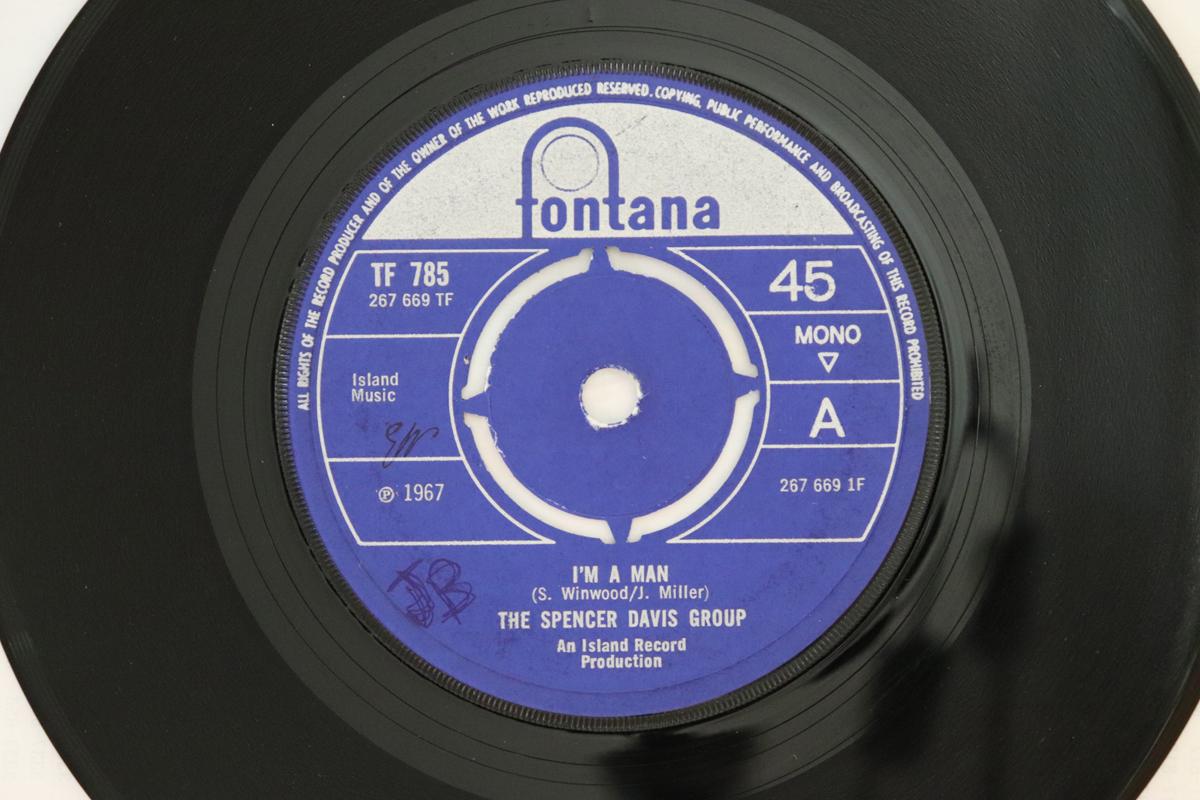 ALL RIGHTS OF THE RECORD PRODUCER AND OF THE OWNER OF THE WORK REPRODUCED RESERVED. COPYING, PUBLIC PERFORMANCE AND BROADCASTING OF THIS RECORD PROHIBITED
fontana
TF 785
267 669 TF
Island
Music
℗ 1967
45
MONO
A
267 669 1F
I'M A MAN
(S. Winwood/J. Miller)
THE SPENCER DAVIS GROUP
An Island Record
Production